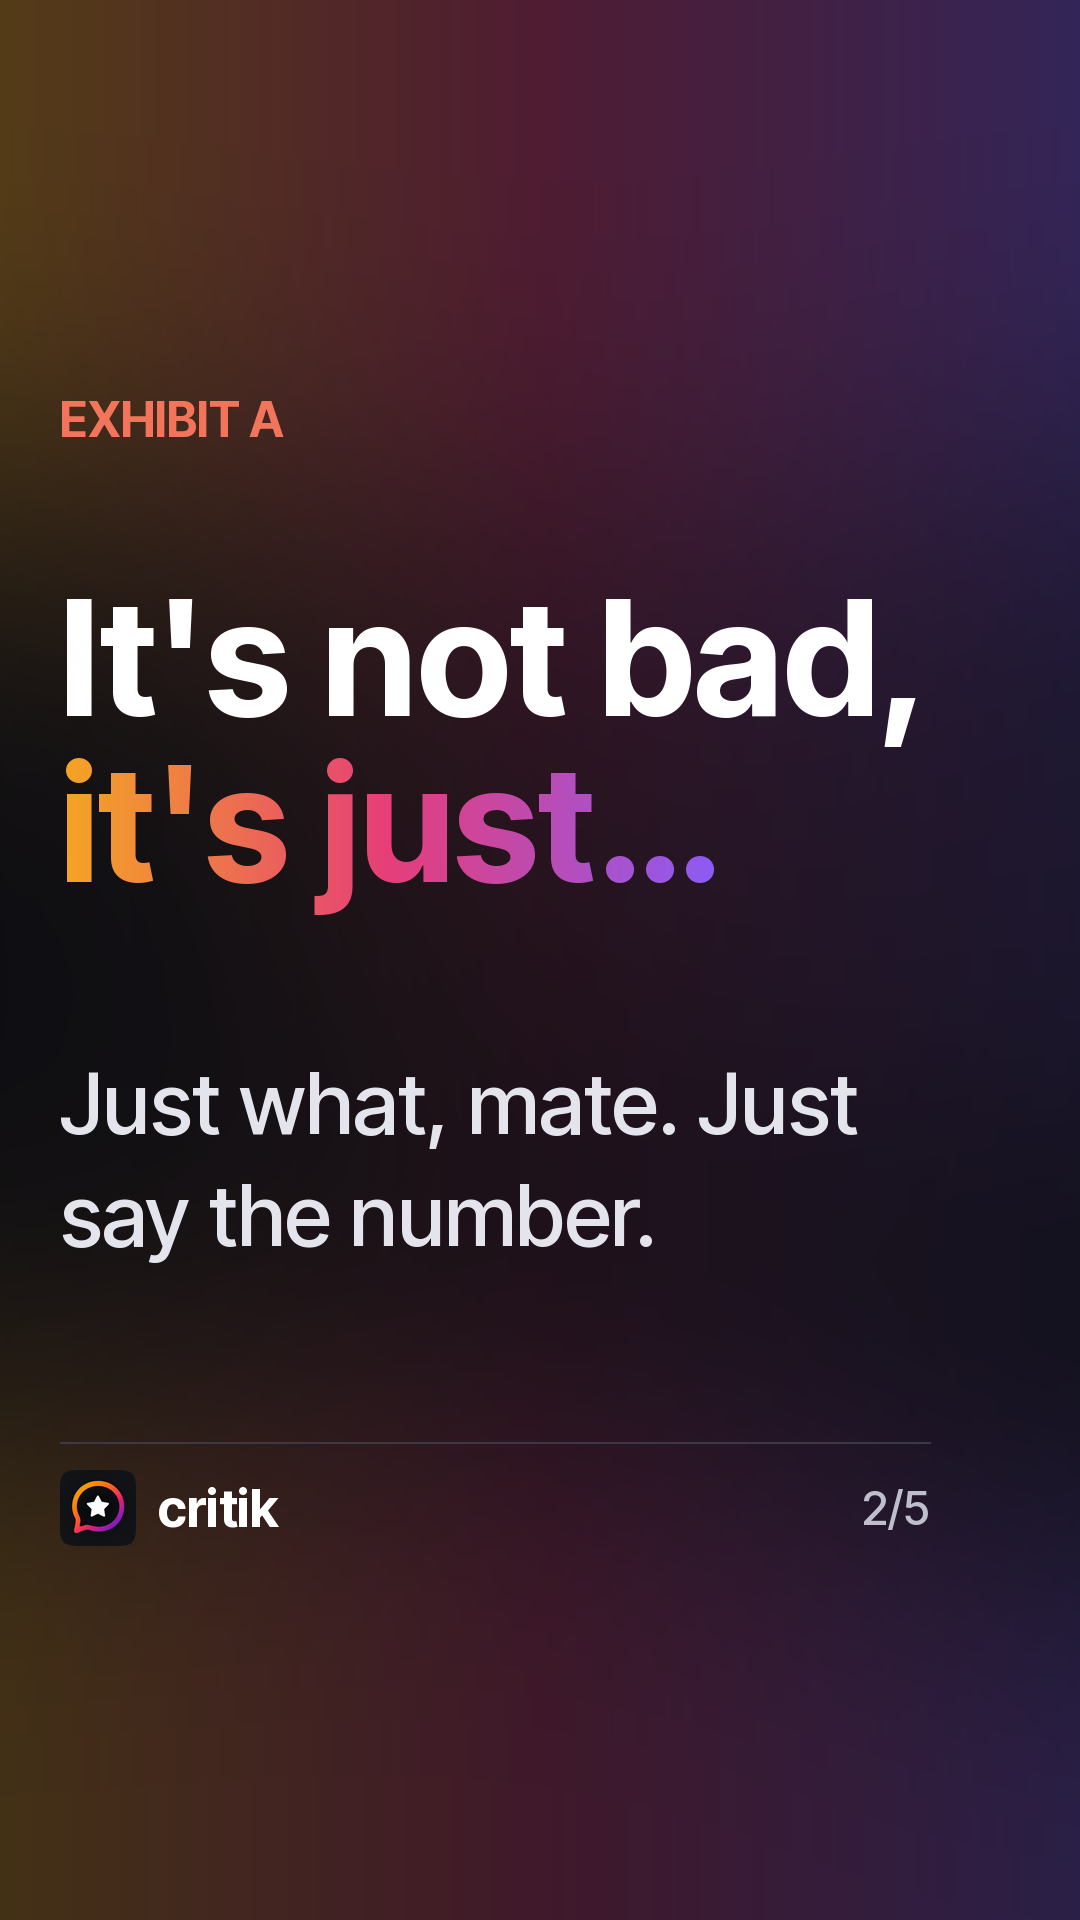 EXHIBIT A
It's not bad,
it's just...
Just what, mate. Just
say the number.
critik
2/5